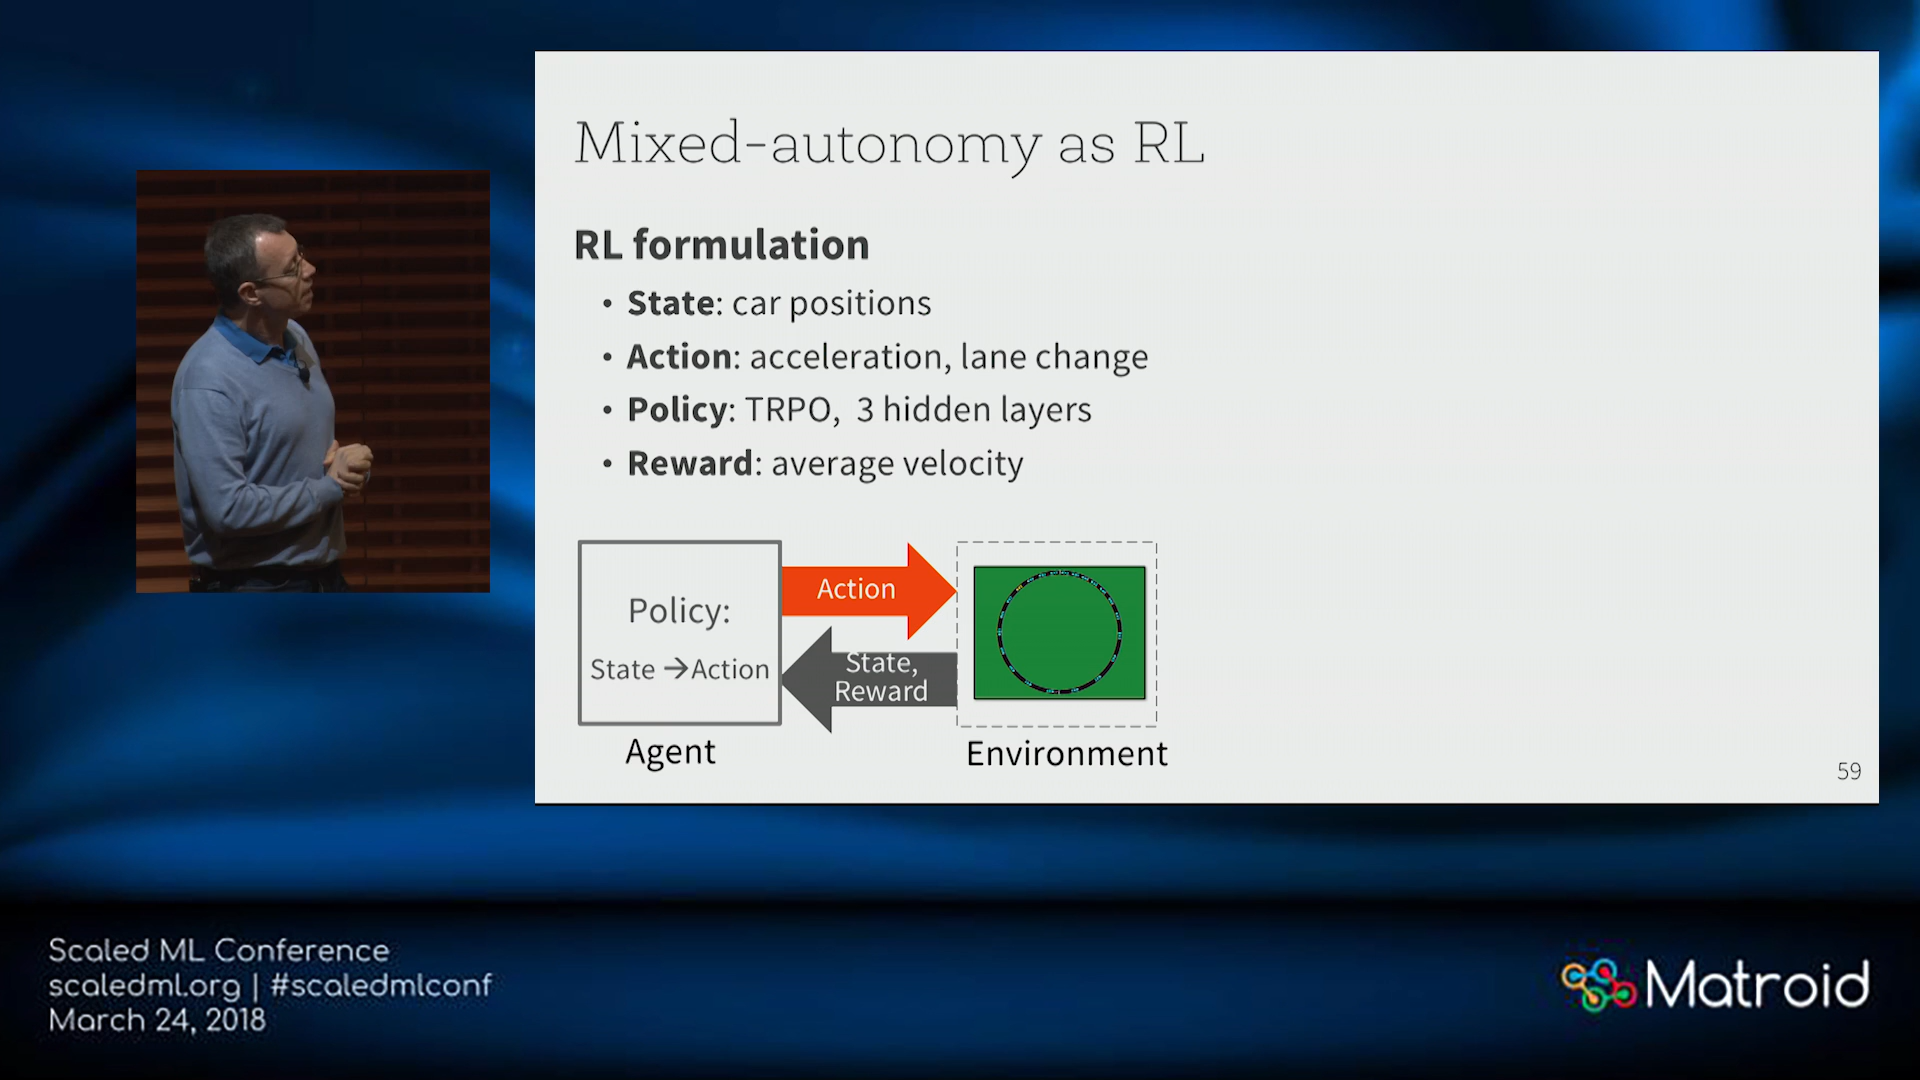 Mixed-autonomy as RL
RL formulation
• State: car positions
• Action: acceleration, lane change
• Policy: TRPO, 3 hidden layers
• Reward: average velocity
Policy:
State →Action
Action
State,
Reward
Agent
Environment
59
Scaled ML Conference
scaledml.org | #scaledmlconf
March 24, 2018
Matroid